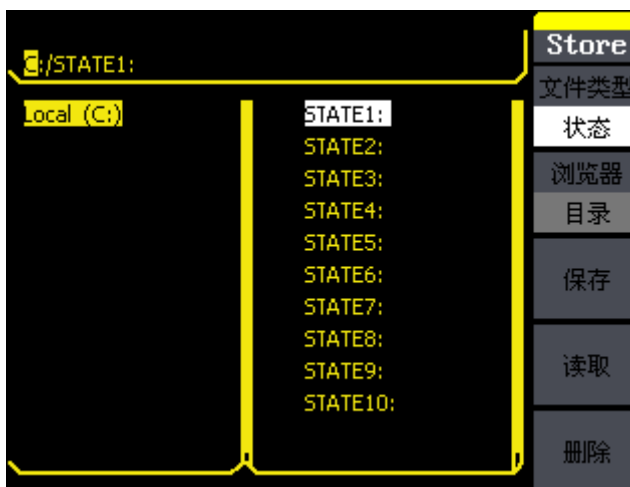 C:/STATE1:
Local (C:)
STATE1:
STATE2:
STATE3:
STATE4:
STATE5:
STATE6:
STATE7:
STATE8:
STATE9:
STATE10:
Store
文件类型
状态
浏览器
目录
保存
读取
删除